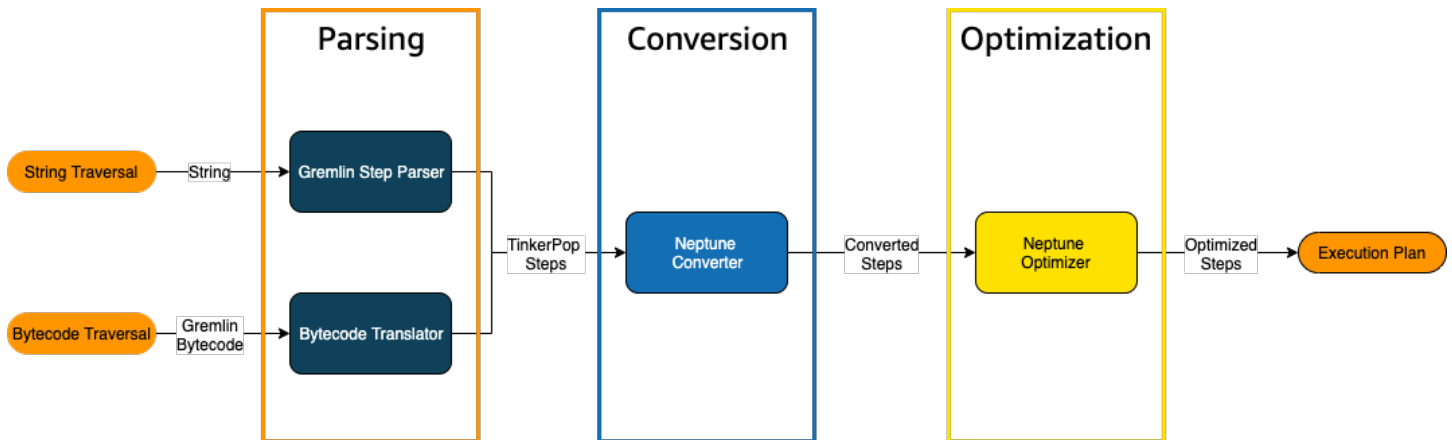 Parsing
Conversion
Optimization
String Traversal
String
Gremlin Step Parser
TinkerPop
Steps
Neptune
Converter
Converted
Steps
Neptune
Optimizer
Optimized
Steps
Execution Plan
Bytecode Traversal
Gremlin
Bytecode
Bytecode Translator